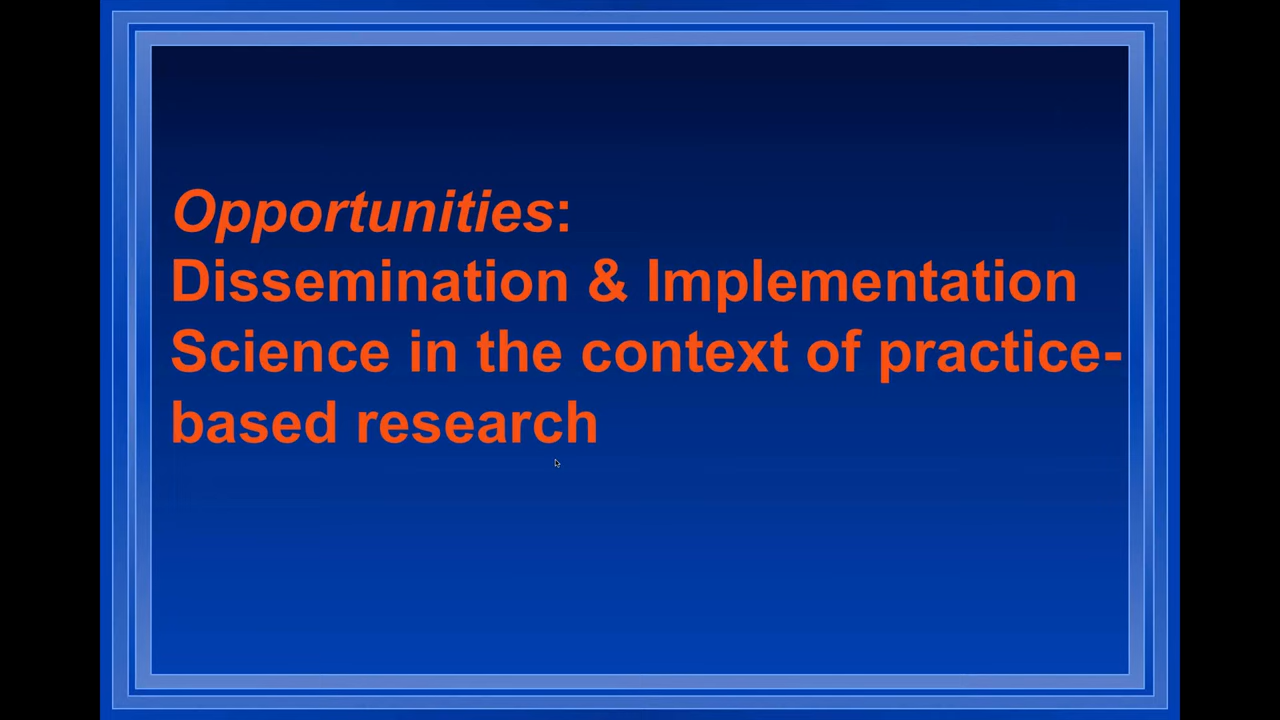 Opportunities:
Dissemination & Implementation
Science in the context of practice-
based research